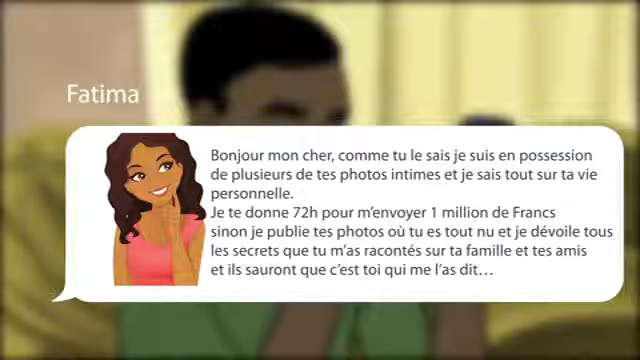 Fatima
Bonjour mon cher, comme tu le sais je suis en possession
de plusieurs de tes photos intimes et je sais tout sur ta vie
personnelle.
Je te donne 72h pour m'envoyer 1 million de Francs
sinon je publie tes photos où tu es tout nu et je dévoile tous
les secrets que tu m'as racontés sur ta famille et tes amis
et ils sauront que c'est toi qui me l'as dit…